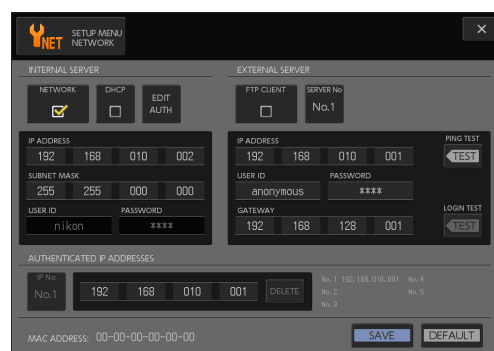 NET SETUP MENU
NETWORK
INTERNAL SERVER
NETWORK DHCP EDIT AUTH
IP ADDRESS
192 168 010 002
SUBNET MASK
255 255 000 000
USER ID PASSWORD
nikon ****
EXTERNAL SERVER
FTP CLIENT SERVER No
No.1
IP ADDRESS
192 168 010 001
USER ID PASSWORD
anonymous ****
GATEWAY
192 168 128 001
PING TEST
TEST
LOGIN TEST
TEST
AUTHENTICATED IP ADDRESSES
IP No
No.1 192 168 010 001 DELETE
No.1 192.168.010.001 No.4
No.2 No.5
No.3
MAC ADDRESS: 00-00-00-00-00-00
SAVE DEFAULT